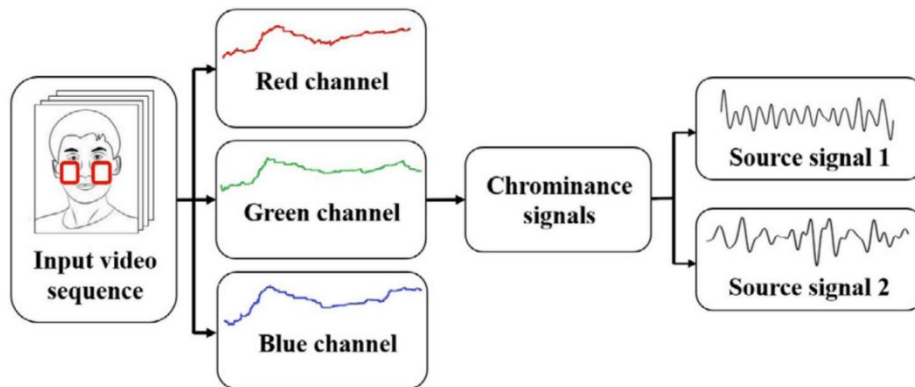 Input video
sequence
Red channel
Green channel
Blue channel
Chrominance
signals
Source signal 1
Source signal 2